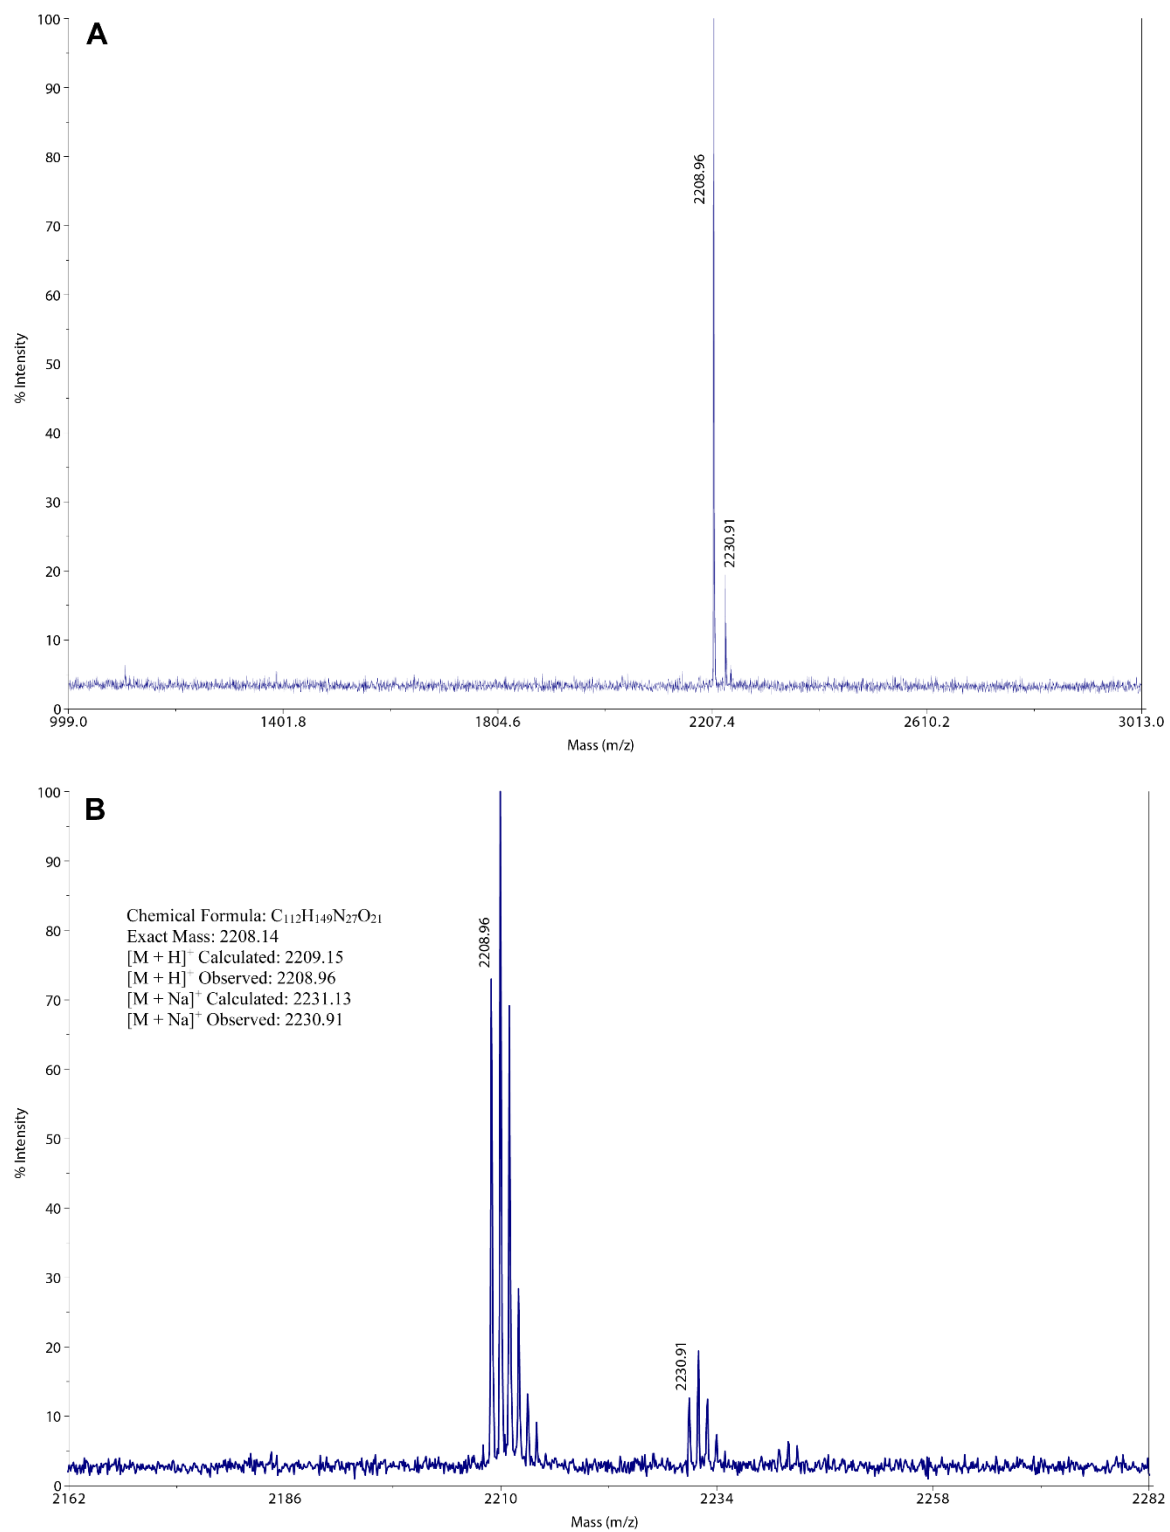 A
100
90
80
70
60
50
40
30
20
10
0
% Intensity
2208.96
2230.91
999.0 1401.8 1804.6 2207.4 2610.2 3013.0
Mass (m/z)
B
100
90
80
70
60
50
40
30
20
10
0
% Intensity
Chemical Formula: C₁₁₂H₁₄₉N₂₇O₂₁
Exact Mass: 2208.14
[M + H]⁺ Calculated: 2209.15
[M + H]⁺ Observed: 2208.96
[M + Na]⁺ Calculated: 2231.13
[M + Na]⁺ Observed: 2230.91
2208.96
2230.91
2162 2186 2210 2234 2258 2282
Mass (m/z)